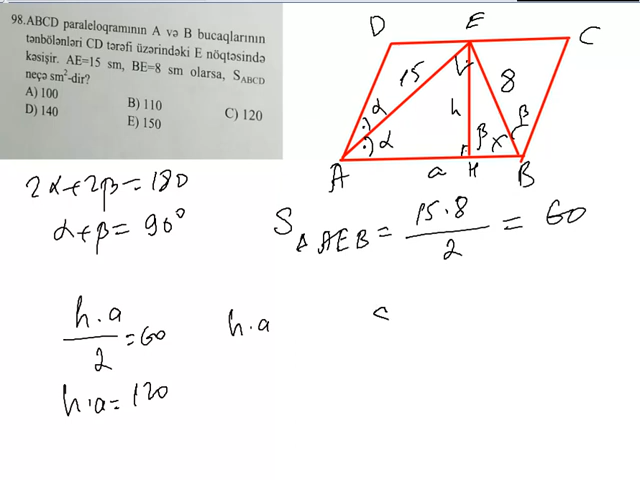 98.ABCD paraleloqramının A və B bucaqlarının
tənbölənləri CD tərəfi üzərindəki E nöqtəsində
kəsişir. AE=15 sm, BE=8 sm olarsa, S_ABCD
neçə sm²-dir?
A) 100 B) 110 C) 120
D) 140 E) 150
D E C
15 8
α h β
α β x
A a H B
2α+2β=180
α+β=90°
S_ΔAEB = 15·8/2 = 60
h·a/2=60 h·a
h·a=120